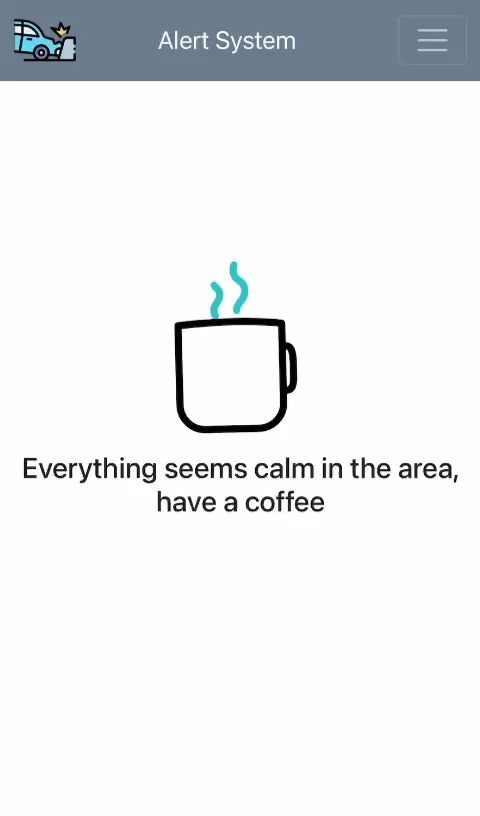 Alert System
Everything seems calm in the area,
have a coffee